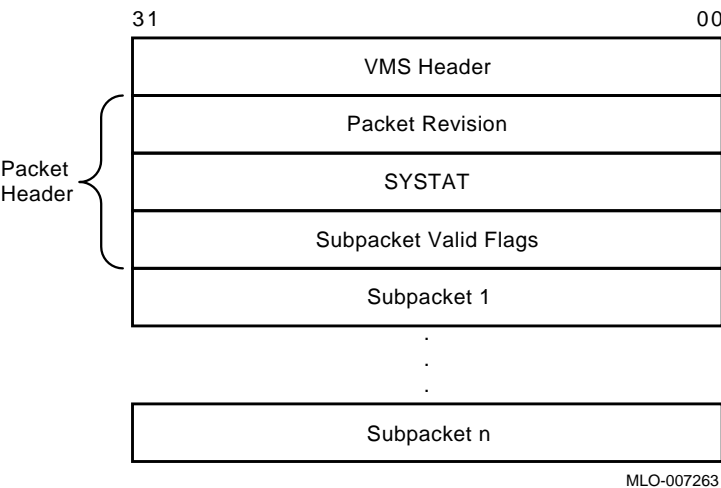 31 00
VMS Header
Packet Revision
Packet
Header
SYSTAT
Subpacket Valid Flags
Subpacket 1
.
.
.
Subpacket n
MLO-007263